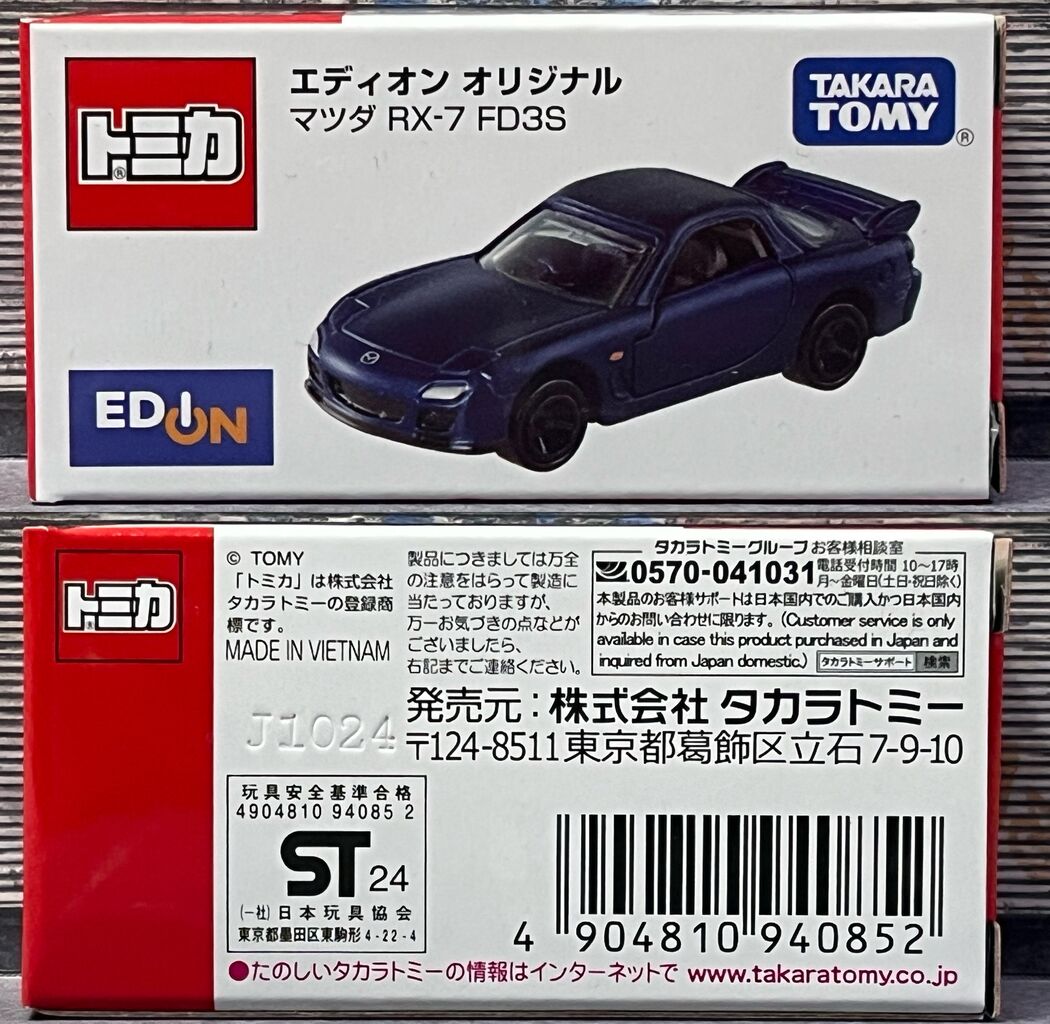 トミカ®
エディオン オリジナル
マツダ RX-7 FD3S
TAKARA
TOMY®
EDION
トミカ®
© TOMY
「トミカ」は株式会社
タカラトミーの登録商
標です。
MADE IN VIETNAM
製品につきましては万全
の注意をはらって製造に
当たっておりますが、
万一お気づきの点などが
ございましたら、
右記までご連絡ください。
タカラトミーグループ お客様相談室
0570-041031 電話受付時間 10〜17時
月〜金曜日(土日・祝日除く)
本製品のお客様サポートは日本国内でのご購入かつ日本国内
からのお問い合わせに限ります。(Customer service is only
available in case this product purchased in Japan and
inquired from Japan domestic.) タカラトミーサポート 検索
発売元:株式会社 タカラトミー
〒124-8511 東京都葛飾区立石7-9-10
J1024
玩具安全基準合格
4904810 94085 2
ST 24
(一社)日本玩具協会
東京都墨田区東駒形4-22-4
4 904810 940852
●たのしいタカラトミーの情報はインターネットで www.takaratomy.co.jp